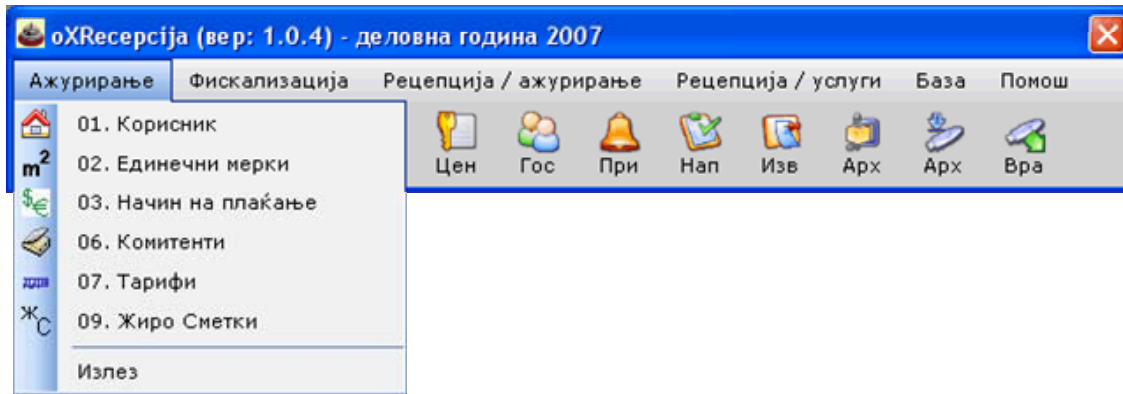 oXRecepcija (вер: 1.0.4) - деловна година 2007
Ажурирање Фискализација Рецепција / ажурирање Рецепција / услуги База Помош
Цен Гос При Нап Изв Арх Арх Вра
01. Корисник
m² 02. Единечни мерки
$€ 03. Начин на плаќање
06. Комитенти
07. Тарифи
ЖС 09. Жиро Сметки
Излез